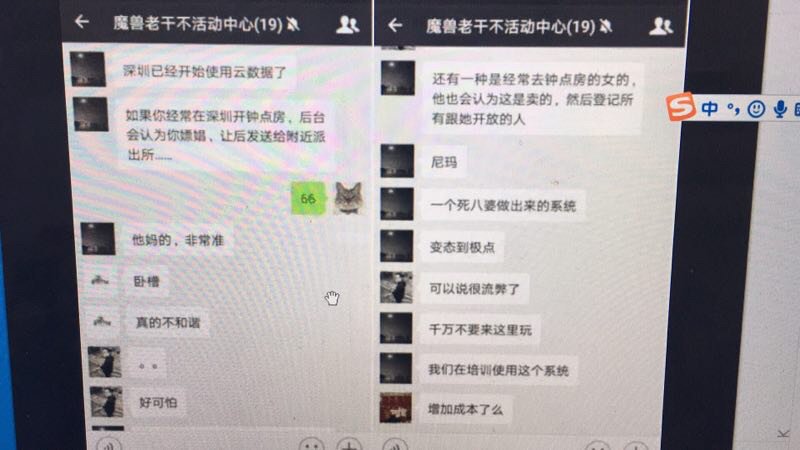 魔兽老干不活动中心(19)
深圳已经开始使用云数据了
如果你经常在深圳开钟点房，后台
会认为你嫖娼，让后发送给附近派
出所......
66
他妈的，非常准
卧槽
真的不和谐
。。
好可怕
魔兽老干不活动中心(19)
还有一种是经常去钟点房的女的，
他也会认为这是卖的，然后登记所
有跟她开放的人
尼玛
一个死八婆做出来的系统
变态到极点
可以说很流弊了
千万不要来这里玩
我们在培训使用这个系统
增加成本了么
S 中 °,
K